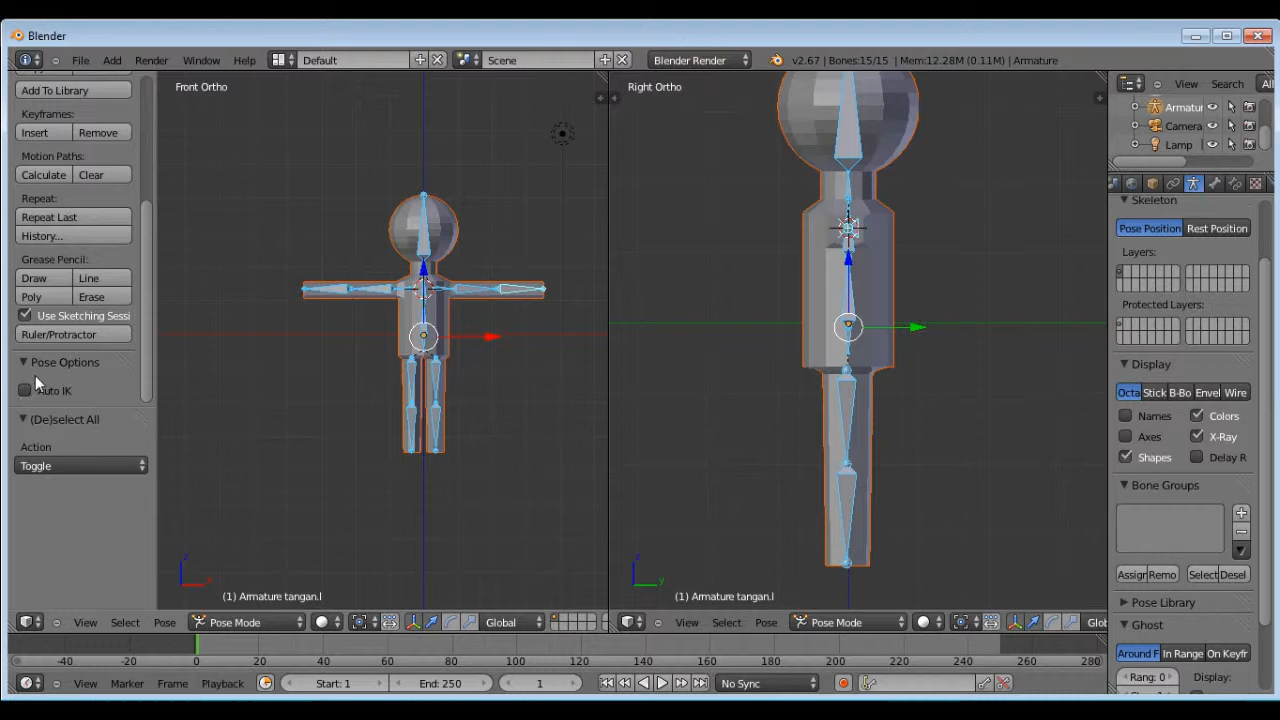 Blender
File Add Render Window Help Default Scene Blender Render v2.67 | Bones:15/15 | Mem:12.28M (0.11M) | Armature
Add To Library
Keyframes:
Insert Remove
Motion Paths:
Calculate Clear
Repeat:
Repeat Last
History...
Grease Pencil:
Draw Line
Poly Erase
Use Sketching Sessi
Ruler/Protractor
Pose Options
Auto IK
(De)select All
Action
Toggle
Front Ortho
z
x
(1) Armature tangan.l
View Select Pose Pose Mode Global
Right Ortho
z
y
(1) Armature tangan.l
View Select Pose Pose Mode Glob
View Search All
Armatur
Camera
Lamp
Skeleton
Pose Position Rest Position
Layers:
Protected Layers:
Display
Octa Stick B-Bo Envel Wire
Names Colors
Axes X-Ray
Shapes Delay R
Bone Groups
Assign Remo Select Desel
Pose Library
Ghost
Around F In Range On Keyfr
Rang: 0 Display:
-40 -20 0 20 40 60 80 100 120 140 160 180 200 220 240 260 280
View Marker Frame Playback Start: 1 End: 250 1 No Sync